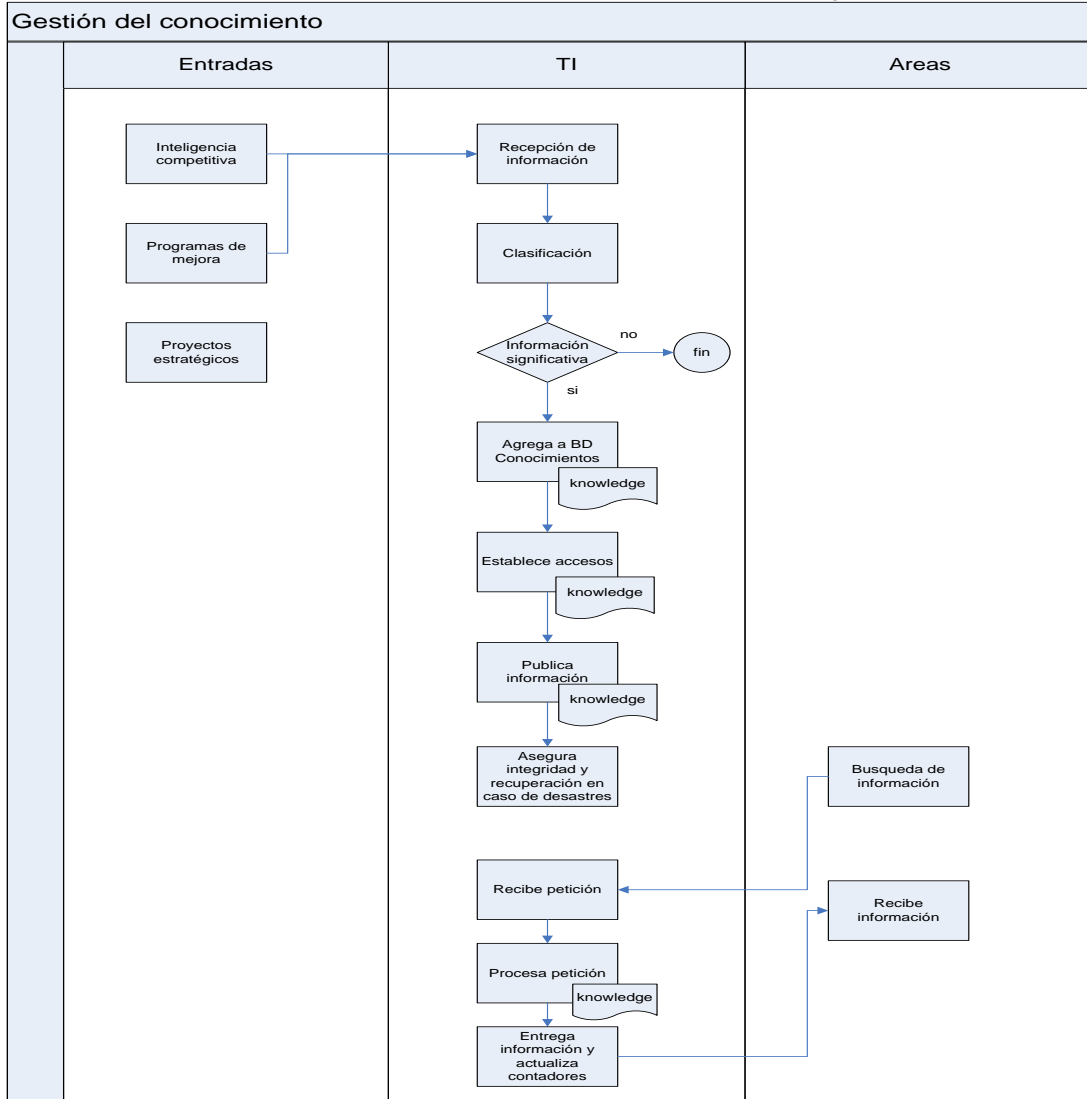 Gestión del conocimiento
Entradas
TI
Areas
Inteligencia
competitiva
Programas de
mejora
Proyectos
estratégicos
Recepción de
información
Clasificación
Información
significativa
no
fin
si
Agrega a BD
Conocimientos
knowledge
Establece accesos
knowledge
Publica
información
knowledge
Asegura
integridad y
recuperación en
caso de desastres
Busqueda de
información
Recibe petición
Recibe
información
Procesa petición
knowledge
Entrega
información y
actualiza
contadores